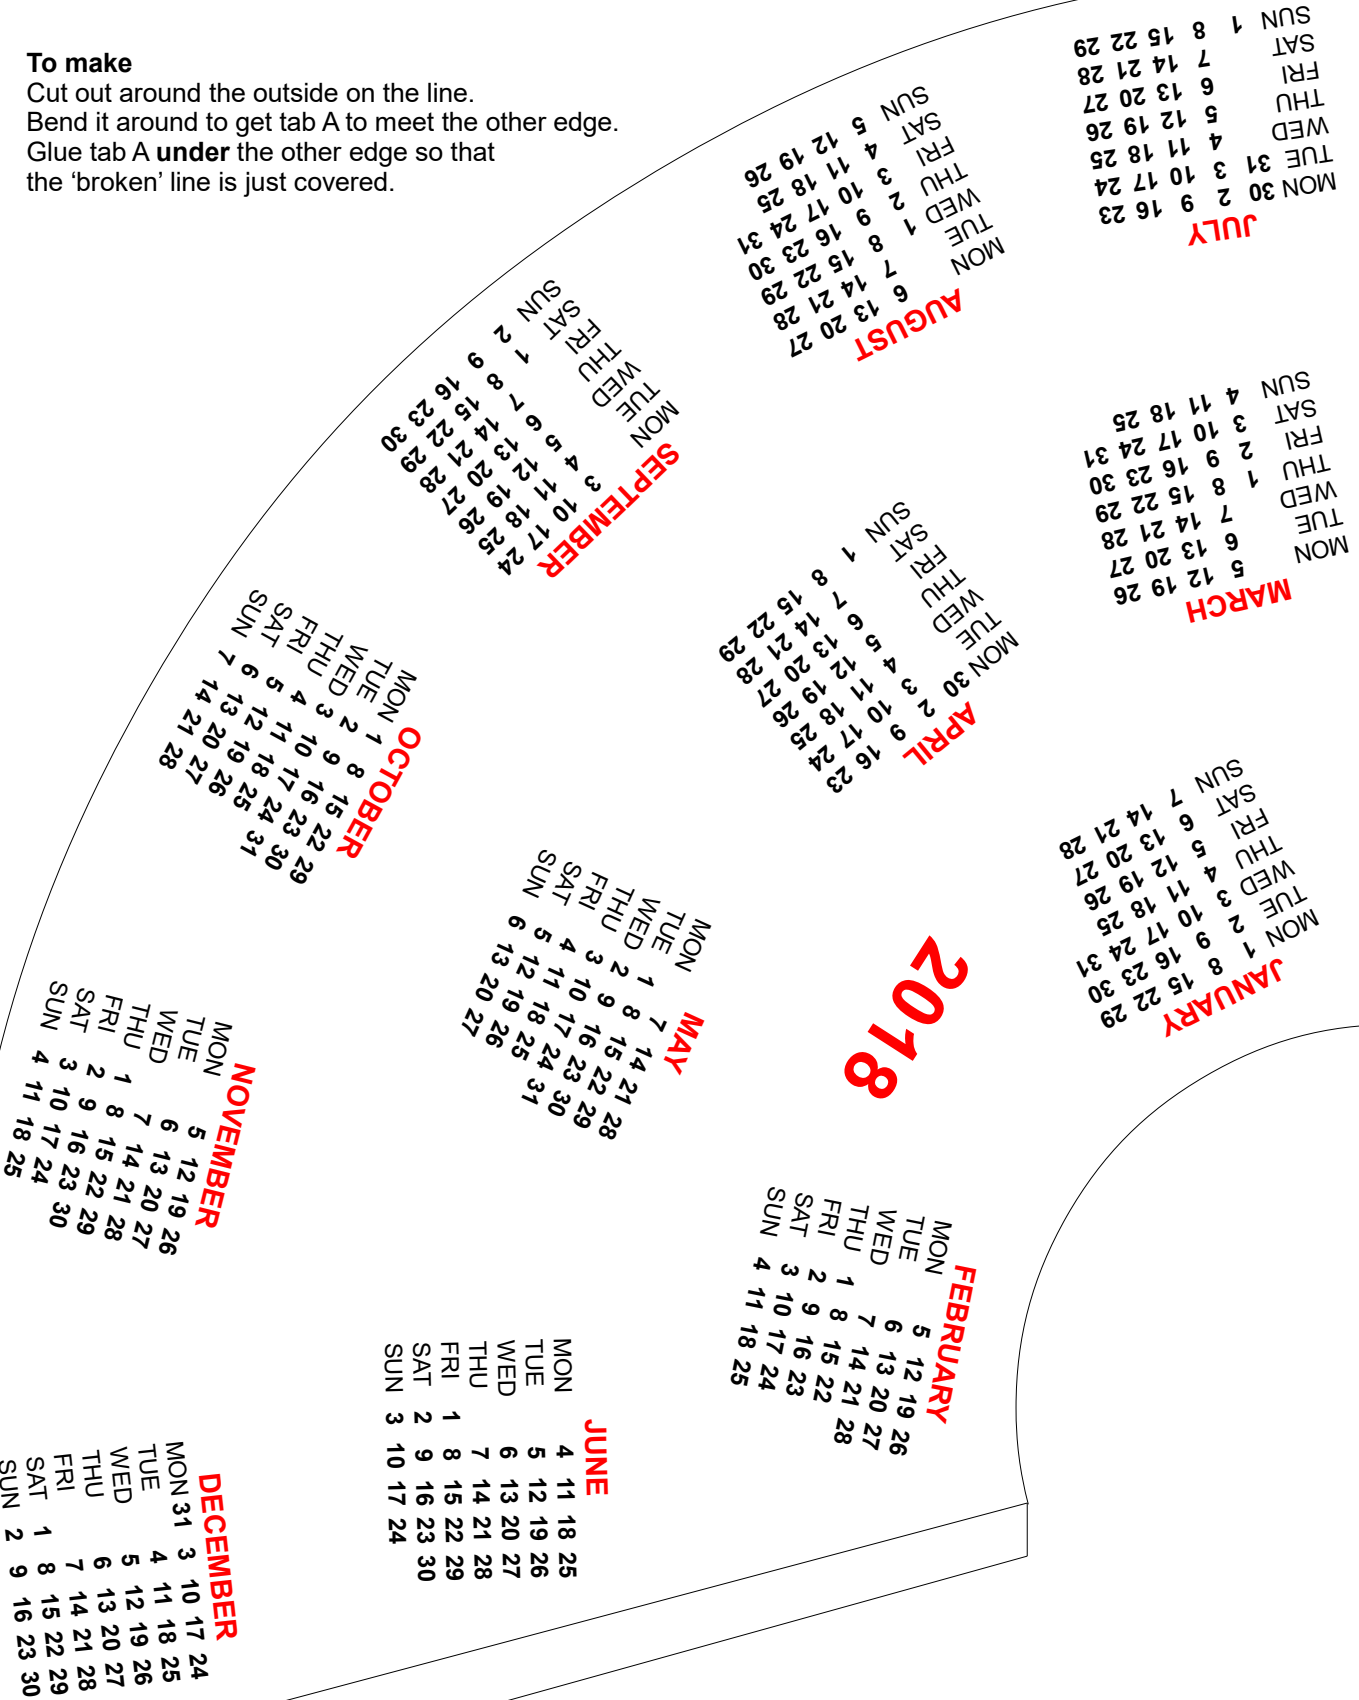 To make
Cut out around the outside on the line.
Bend it around to get tab A to meet the other edge.
Glue tab A under the other edge so that
the ‘broken’ line is just covered.
JULY
MON 30 2 9 16 23
TUE 31 3 10 17 24
WED 4 11 18 25
THU 5 12 19 26
FRI 6 13 20 27
SAT 7 14 21 28
SUN 1 8 15 22 29
AUGUST
MON 6 13 20 27
TUE 7 14 21 28
WED 1 8 15 22 29
THU 2 9 16 23 30
FRI 3 10 17 24 31
SAT 4 11 18 25
SUN 5 12 19 26
SEPTEMBER
MON 3 10 17 24
TUE 4 11 18 25
WED 5 12 19 26
THU 6 13 20 27
FRI 7 14 21 28
SAT 1 8 15 22 29
SUN 2 9 16 23 30
OCTOBER
MON 1 8 15 22 29
TUE 2 9 16 23 30
WED 3 10 17 24 31
THU 4 11 18 25
FRI 5 12 19 26
SAT 6 13 20 27
SUN 7 14 21 28
NOVEMBER
MON 5 12 19 26
TUE 6 13 20 27
WED 7 14 21 28
THU 1 8 15 22 29
FRI 2 9 16 23 30
SAT 3 10 17 24
SUN 4 11 18 25
DECEMBER
MON 31 3 10 17 24
TUE 4 11 18 25
WED 5 12 19 26
THU 6 13 20 27
FRI 7 14 21 28
SAT 1 8 15 22 29
SUN 2 9 16 23 30
MARCH
MON 5 12 19 26
TUE 6 13 20 27
WED 7 14 21 28
THU 1 8 15 22 29
FRI 2 9 16 23 30
SAT 3 10 17 24 31
SUN 4 11 18 25
APRIL
MON 30 2 9 16 23
TUE 3 10 17 24
WED 4 11 18 25
THU 5 12 19 26
FRI 6 13 20 27
SAT 7 14 21 28
SUN 1 8 15 22 29
MAY
MON 7 14 21 28
TUE 1 8 15 22 29
WED 2 9 16 23 30
THU 3 10 17 24 31
FRI 4 11 18 25
SAT 5 12 19 26
SUN 6 13 20 27
JUNE
MON 4 11 18 25
TUE 5 12 19 26
WED 6 13 20 27
THU 7 14 21 28
FRI 1 8 15 22 29
SAT 2 9 16 23 30
SUN 3 10 17 24
JANUARY
MON 1 8 15 22 29
TUE 2 9 16 23 30
WED 3 10 17 24 31
THU 4 11 18 25
FRI 5 12 19 26
SAT 6 13 20 27
SUN 7 14 21 28
2018
FEBRUARY
MON 5 12 19 26
TUE 6 13 20 27
WED 7 14 21 28
THU 1 8 15 22
FRI 2 9 16 23
SAT 3 10 17 24
SUN 4 11 18 25